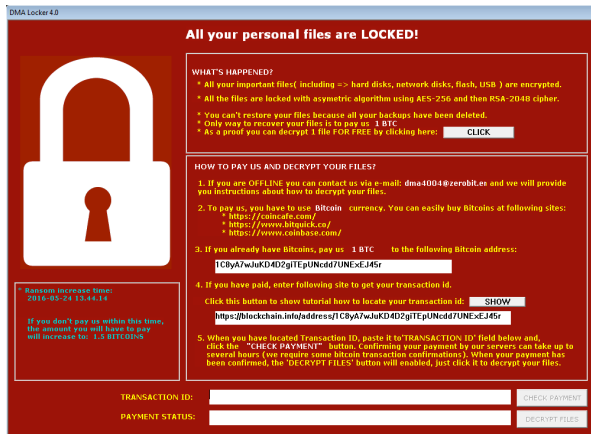 DMA Locker 4.0
All your personal files are LOCKED!
WHAT'S HAPPENED?
* All your important files( including => hard disks, network disks, flash, USB ) are encrypted.
* All the files are locked with asymetric algorithm using AES-256 and then RSA-2048 cipher.
* You can't restore your files because all your backups have been deleted.
* Only way to recover your files is to pay us 1 BTC
* As a proof you can decrypt 1 file FOR FREE by clicking here: CLICK
HOW TO PAY US AND DECRYPT YOUR FILES?
1. If you are OFFLINE you can contact us via e-mail: dma4004@zerobit.en and we will provide
you instructions about how to decrypt your files.
2. To pay us, you have to use Bitcoin currency. You can easily buy Bitcoins at following sites:
* https://coincafe.com/
* https://www.bitquick.co/
* https://www.coinbase.com/
3. If you already have Bitcoins, pay us 1 BTC to the following Bitcoin address:
1C8yA7wJuKD4D2giTEpUNcdd7UNExEJ45r
4. If you have paid, enter following site to get your transaction id.
Click this button to show tutorial how to locate your transaction id: SHOW
https://blockchain.info/address/1C8yA7wJuKD4D2giTEpUNcdd7UNExEJ45r
5. When you have located Transaction ID, paste it to'TRANSACTION ID' field below and,
click the "CHECK PAYMENT" button. Confirming your payment by our servers can take up to
several hours (we require some bitcoin transaction confirmations). When your payment has
been confirmed, the 'DECRYPT FILES' button will enabled, just click it to decrypt your files.
* Ransom increase time:
2016-05-24 13.44.14
If you don't pay us within this time,
the amount you will have to pay
will increase to: 1.5 BITCOINS
TRANSACTION ID: CHECK PAYMENT
PAYMENT STATUS: DECRYPT FILES